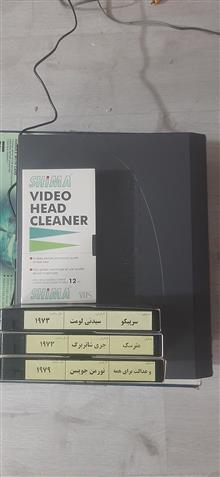 SHIMA
VIDEO
HEAD
CLEANER
12
SHIMA
VHS
سرپیکو سیدنی لومت ۱۹۷۳
مترسک جری شاتزبرگ ۱۹۷۳
و عدالت برای همه نورمن جویسن ۱۹۷۹